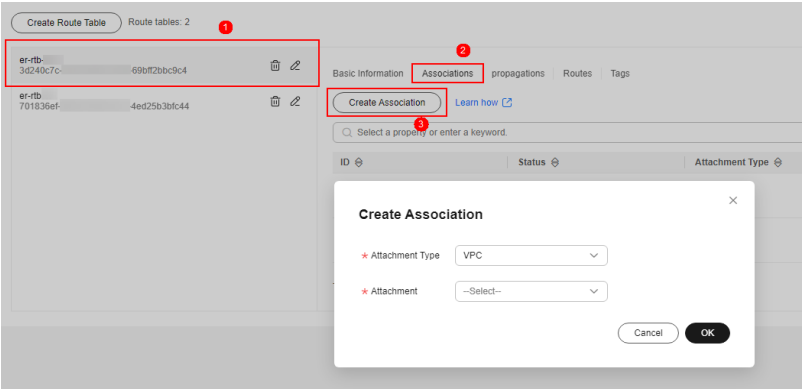 Create Route Table Route tables: 2
1
er-rtb-
3d240c7c- -69bff2bbc9c4
er-rtb
701836ef- -4ed25b3bfc44
2
Basic Information Associations propagations Routes Tags
Create Association Learn how
3
Select a property or enter a keyword.
ID Status Attachment Type
Create Association
* Attachment Type VPC
* Attachment --Select--
Cancel OK